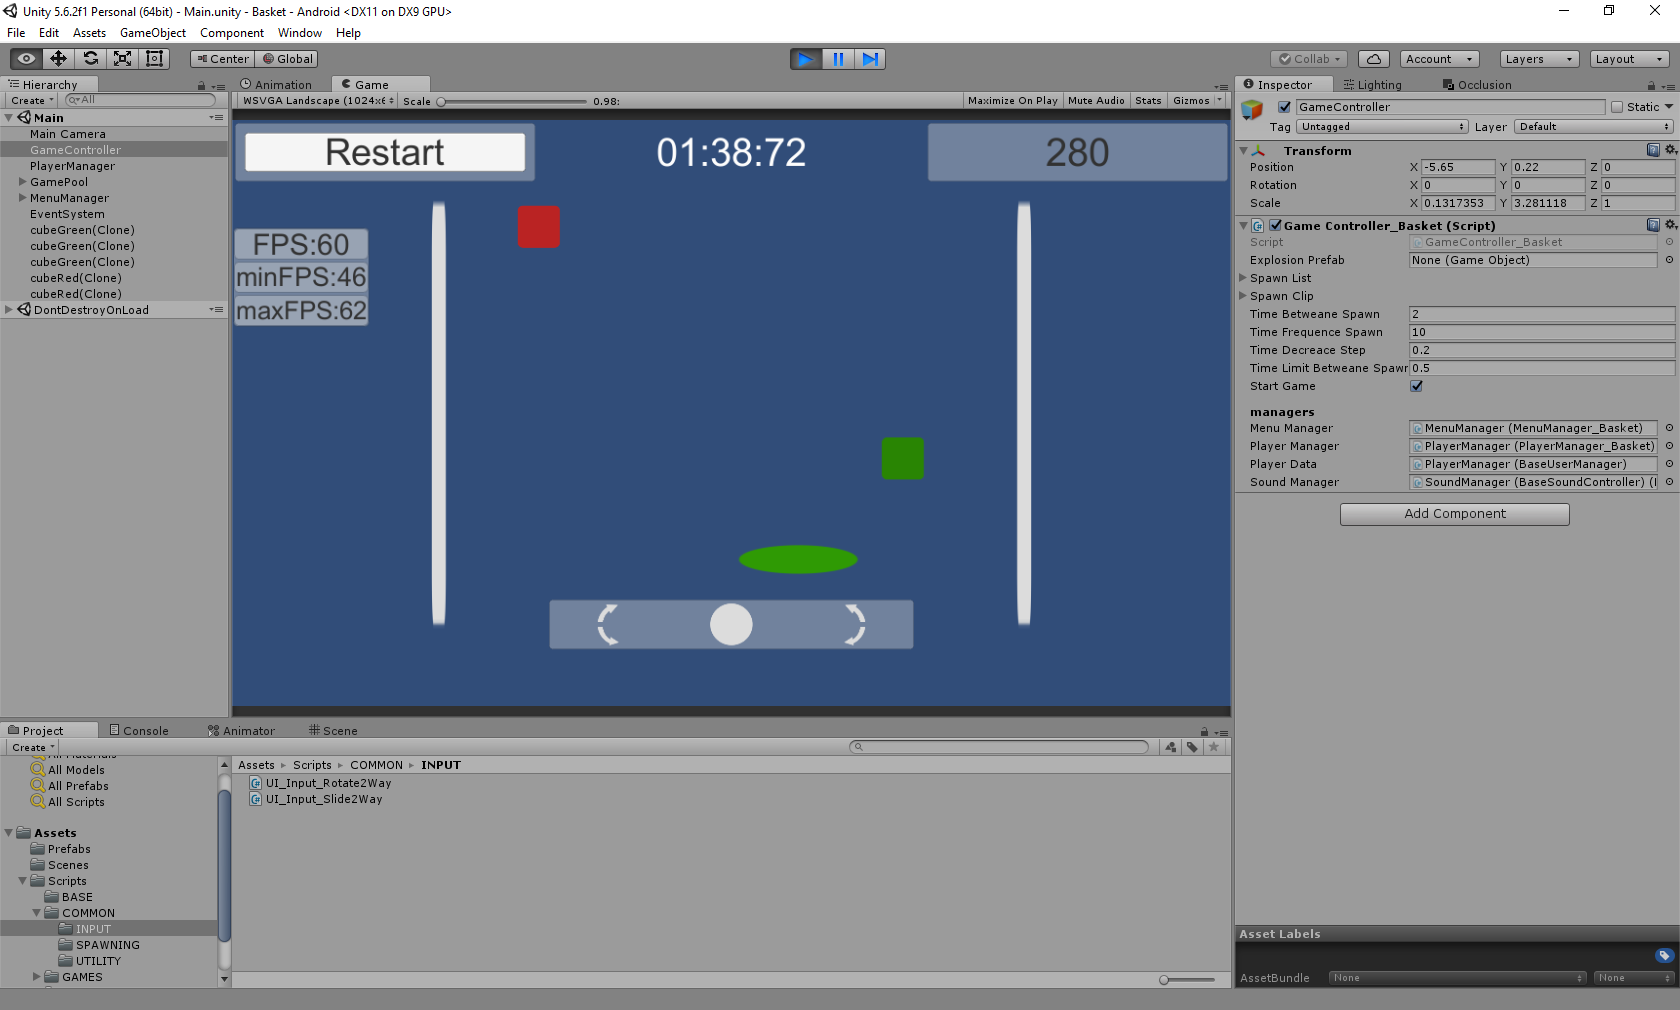 Unity 5.6.2f1 Personal (64bit) - Main.unity - Basket - Android <DX11 on DX9 GPU>
File Edit Assets GameObject Component Window Help
Center Global Collab Account Layers Layout
Hierarchy
Create All
Main
Main Camera
GameController
PlayerManager
GamePool
MenuManager
EventSystem
cubeGreen(Clone)
cubeGreen(Clone)
cubeGreen(Clone)
cubeRed(Clone)
cubeRed(Clone)
DontDestroyOnLoad
Animation Game
WSVGA Landscape (1024x6 Scale 0.98: Maximize On Play Mute Audio Stats Gizmos
Restart 01:38:72 280
FPS:60
minFPS:46
maxFPS:62
Inspector Lighting Occlusion
GameController Static
Tag Untagged Layer Default
Transform
Position X -5.65 Y 0.22 Z 0
Rotation X 0 Y 0 Z 0
Scale X 0.1317353 Y 3.281118 Z 1
Game Controller_Basket (Script)
Script GameController_Basket
Explosion Prefab None (Game Object)
Spawn List
Spawn Clip
Time Betweane Spawn 2
Time Frequence Spawn 10
Time Decreace Step 0.2
Time Limit Betweane Spawr 0.5
Start Game
managers
Menu Manager MenuManager (MenuManager_Basket)
Player Manager PlayerManager (PlayerManager_Basket)
Player Data PlayerManager (BaseUserManager)
Sound Manager SoundManager (BaseSoundController) (
Add Component
Asset Labels
AssetBundle None None
Project Console Animator Scene
Create
All Materials
All Models
All Prefabs
All Scripts
Assets
Prefabs
Scenes
Scripts
BASE
COMMON
INPUT
SPAWNING
UTILITY
GAMES
Assets Scripts COMMON INPUT
UI_Input_Rotate2Way
UI_Input_Slide2Way